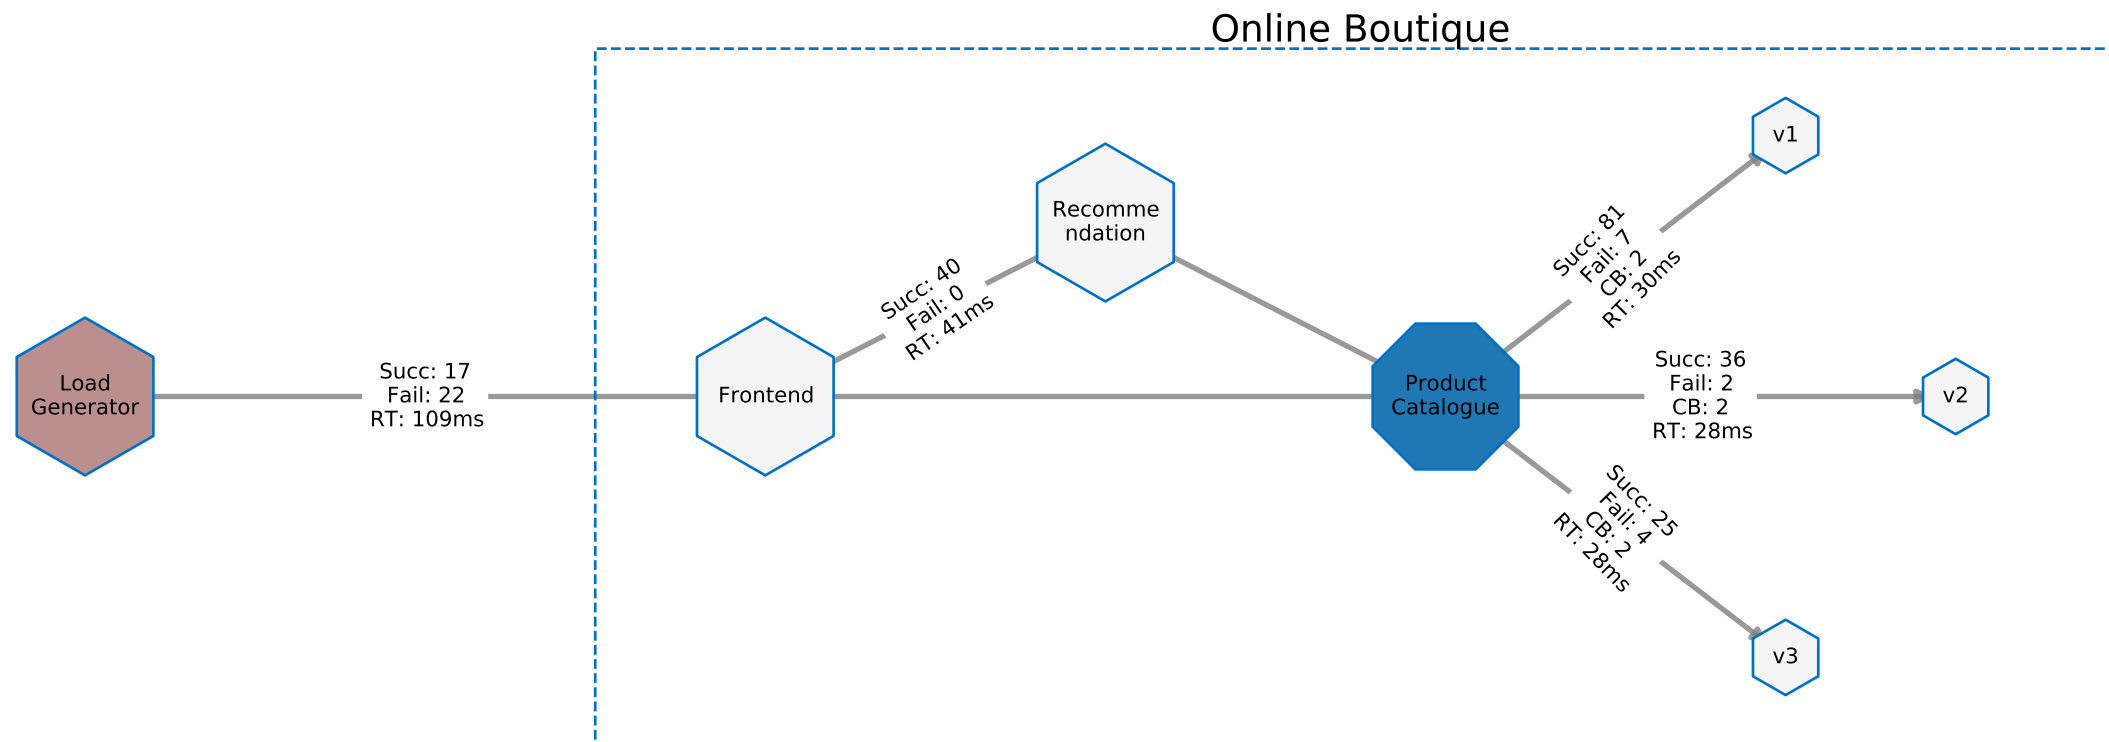 Online Boutique
Load
Generator
Succ: 17
Fail: 22
RT: 109ms
Frontend
Succ: 40
Fail: 0
RT: 41ms
Recomme
ndation
Product
Catalogue
Succ: 81
Fail: 7
CB: 2
RT: 30ms
v1
Succ: 36
Fail: 2
CB: 2
RT: 28ms
v2
Succ: 25
Fail: 4
CB: 2
RT: 28ms
v3